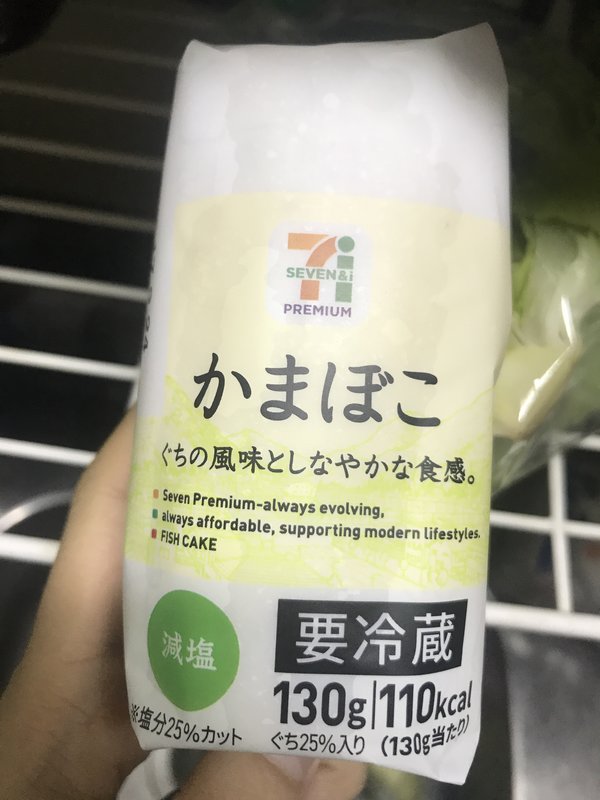 SEVEN&i
PREMIUM
かまぼこ
ぐちの風味としなやかな食感。
Seven Premium-always evolving,
always affordable, supporting modern lifestyles.
FISH CAKE
減塩
要冷蔵
130g 110kcal
※塩分25%カット ぐち25%入り (130g当たり)